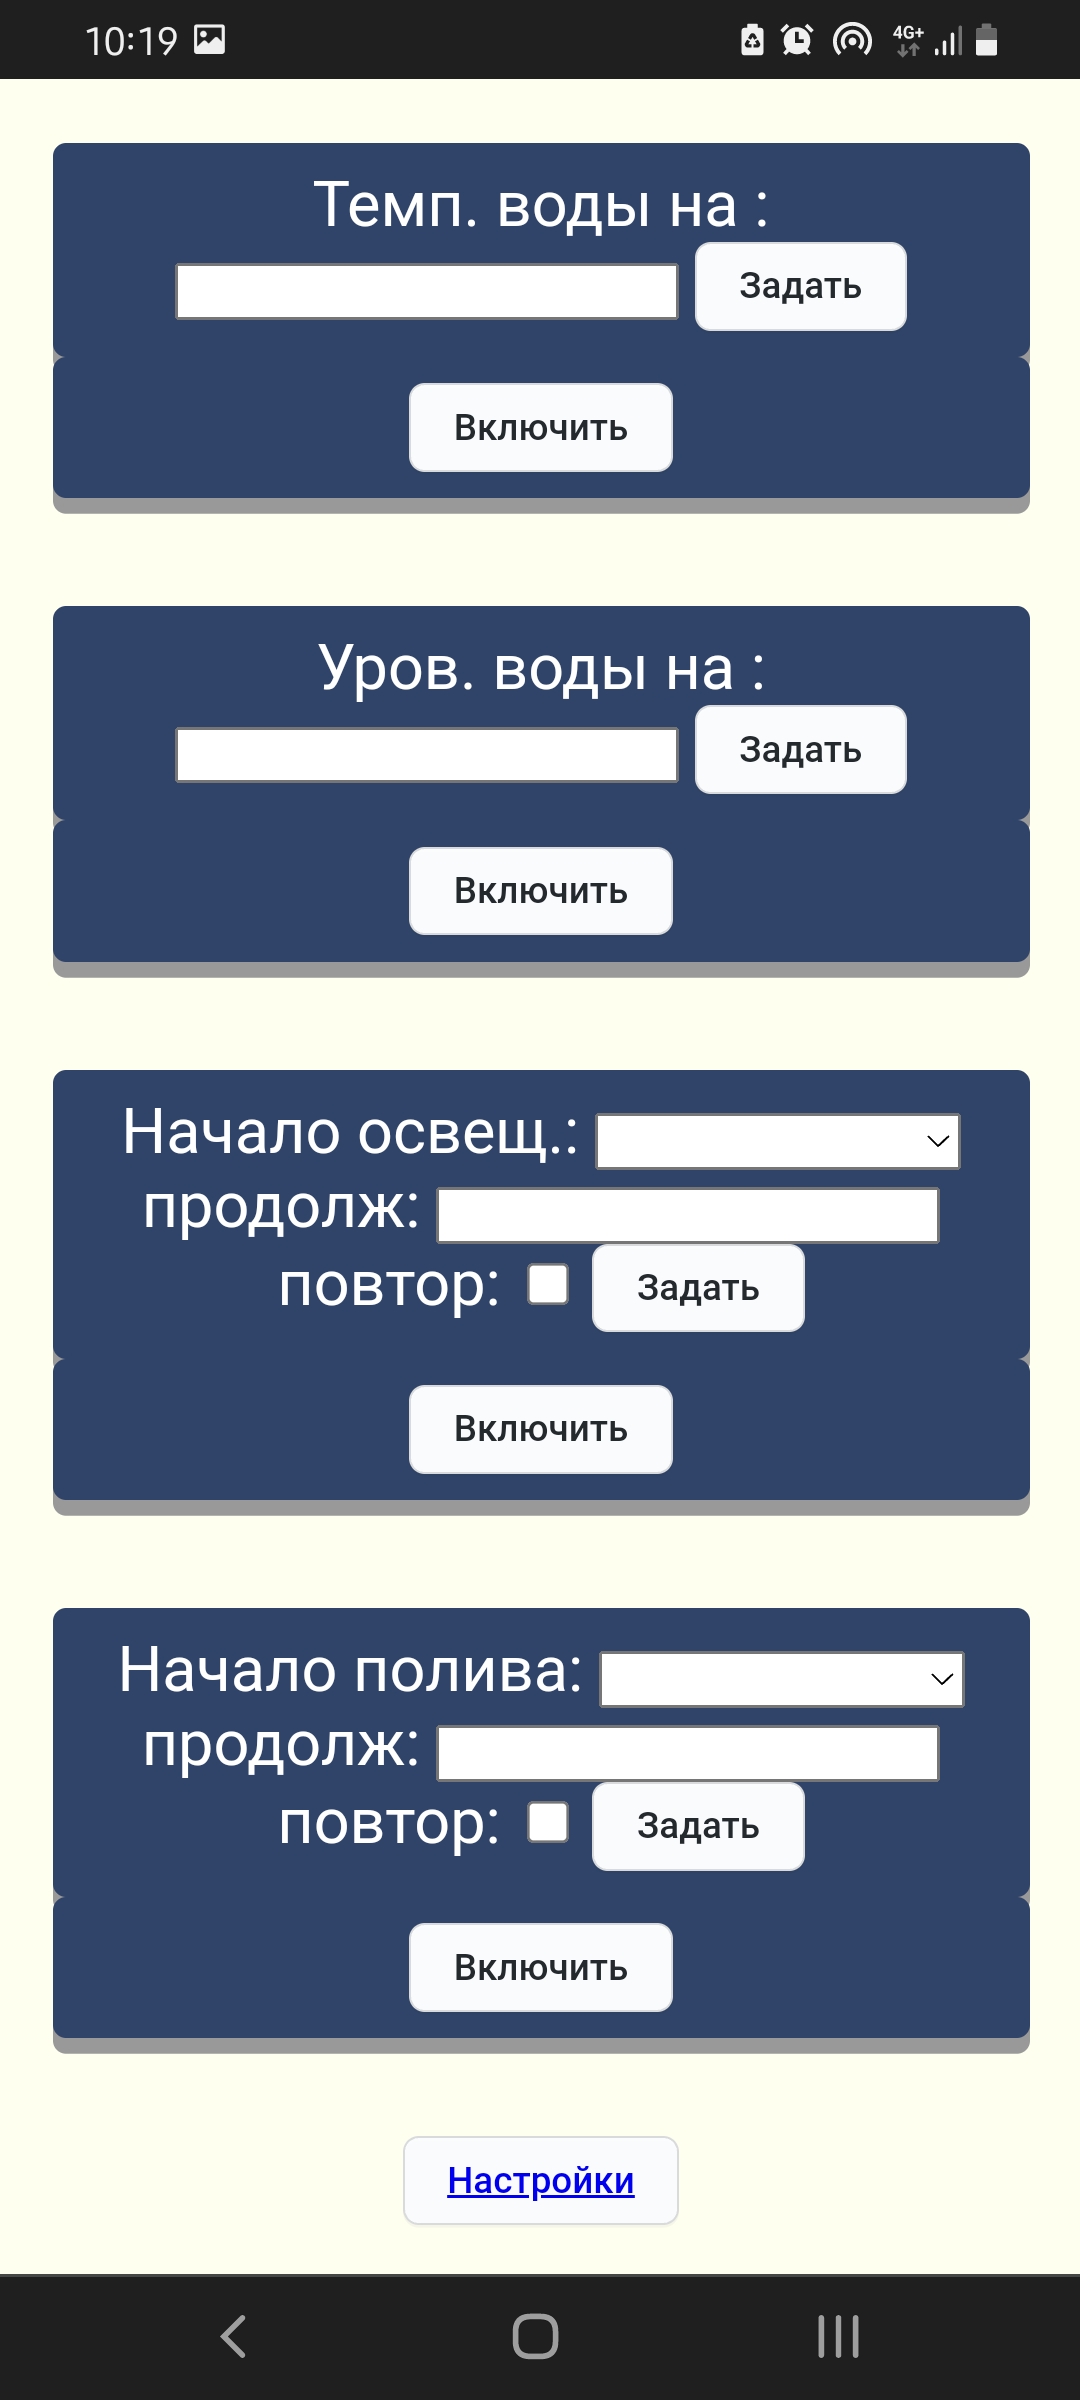 10:19
4G+
Темп. воды на :
Задать
Включить
Уров. воды на :
Задать
Включить
Начало освещ.:
продолж:
повтор: Задать
Включить
Начало полива:
продолж:
повтор: Задать
Включить
Настройки